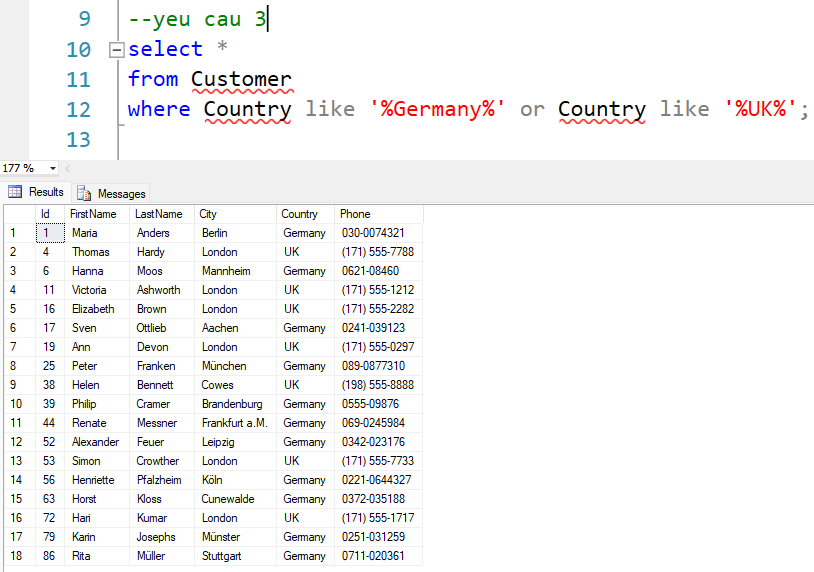 9 --yeu cau 3
10 select *
11 from Customer
12 where Country like '%Germany%' or Country like '%UK%';
13
177 %
Results Messages
Id FirstName LastName City Country Phone
1 1 Maria Anders Berlin Germany 030-0074321
2 4 Thomas Hardy London UK (171) 555-7788
3 6 Hanna Moos Mannheim Germany 0621-08460
4 11 Victoria Ashworth London UK (171) 555-1212
5 16 Elizabeth Brown London UK (171) 555-2282
6 17 Sven Ottlieb Aachen Germany 0241-039123
7 19 Ann Devon London UK (171) 555-0297
8 25 Peter Franken München Germany 089-0877310
9 38 Helen Bennett Cowes UK (198) 555-8888
10 39 Philip Cramer Brandenburg Germany 0555-09876
11 44 Renate Messner Frankfurt a.M. Germany 069-0245984
12 52 Alexander Feuer Leipzig Germany 0342-023176
13 53 Simon Crowther London UK (171) 555-7733
14 56 Henriette Pfalzheim Köln Germany 0221-0644327
15 63 Horst Kloss Cunewalde Germany 0372-035188
16 72 Hari Kumar London UK (171) 555-1717
17 79 Karin Josephs Münster Germany 0251-031259
18 86 Rita Müller Stuttgart Germany 0711-020361